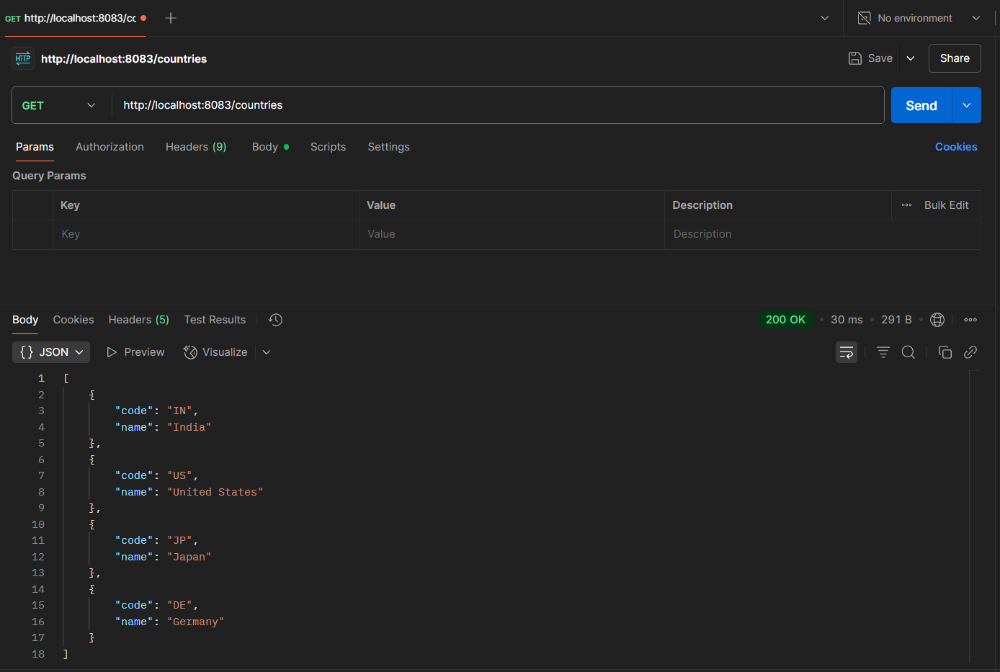 GET http://localhost:8083/cc
No environment
HTTP http://localhost:8083/countries
Save
Share
GET http://localhost:8083/countries
Send
Params Authorization Headers (9) Body Scripts Settings Cookies
Query Params
Key Value Description Bulk Edit
Key Value Description
Body Cookies Headers (5) Test Results 200 OK 30 ms 291 B
{} JSON Preview Visualize
1 [
2 {
3 "code": "IN",
4 "name": "India"
5 },
6 {
7 "code": "US",
8 "name": "United States"
9 },
10 {
11 "code": "JP",
12 "name": "Japan"
13 },
14 {
15 "code": "DE",
16 "name": "Germany"
17 }
18 ]